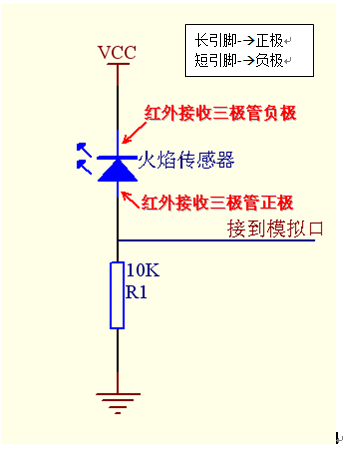 长引脚-→正极
短引脚-→负极
VCC
红外接收三极管负极
火焰传感器
红外接收三极管正极
接到模拟口
10K
R1